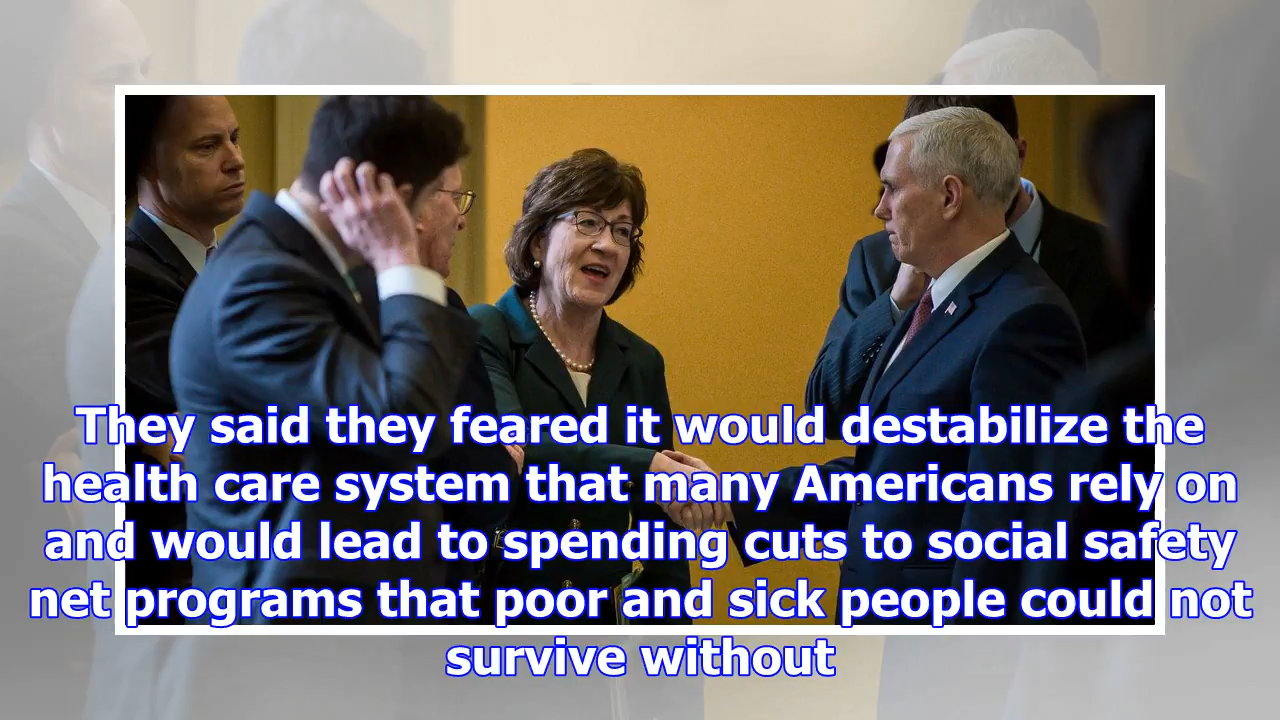 They said they feared it would destabilize the
health care system that many Americans rely on
and would lead to spending cuts to social safety
net programs that poor and sick people could not
survive without